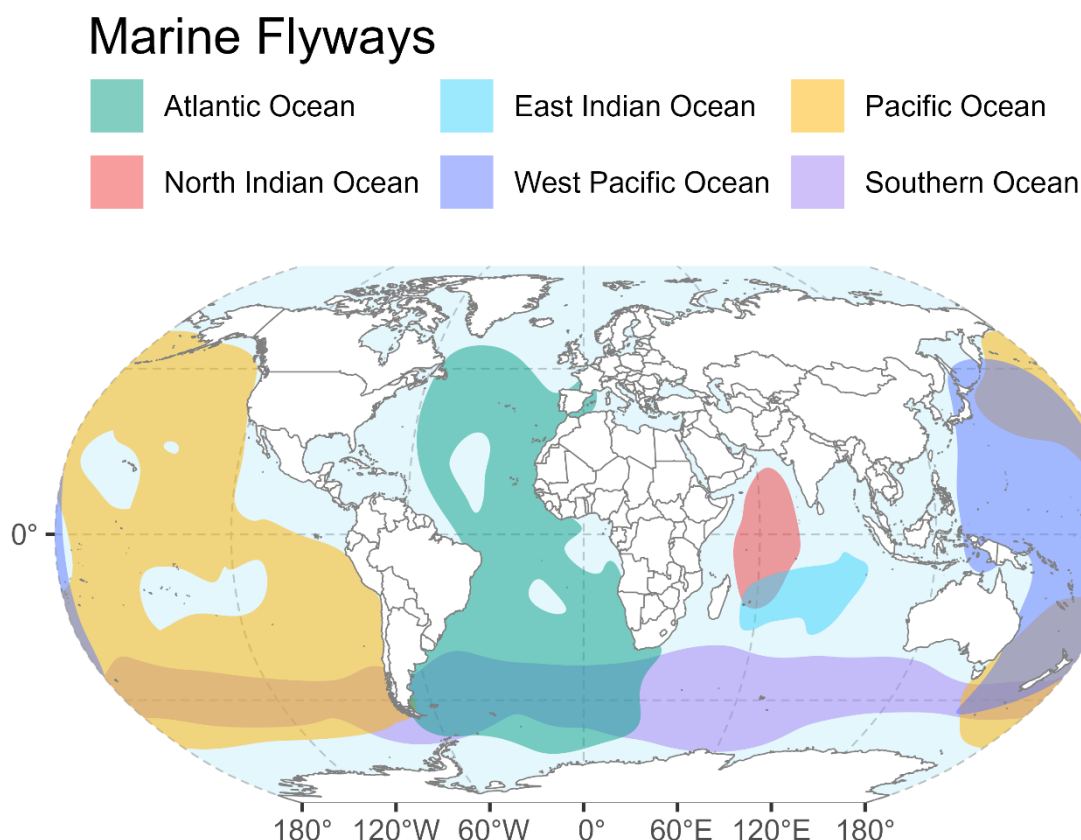 Marine Flyways
Atlantic Ocean East Indian Ocean Pacific Ocean
North Indian Ocean West Pacific Ocean Southern Ocean
0°
180° 120°W 60°W 0° 60°E 120°E 180°